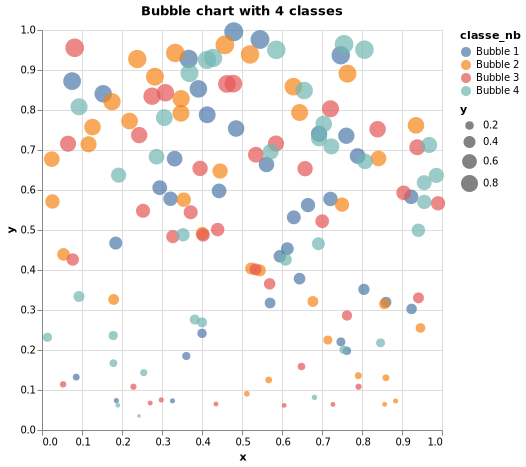 Bubble chart with 4 classes
1.0
0.9
0.8
0.7
0.6
0.5
0.4
0.3
0.2
0.1
0.0
y
0.0 0.1 0.2 0.3 0.4 0.5 0.6 0.7 0.8 0.9 1.0
x
classe_nb
Bubble 1
Bubble 2
Bubble 3
Bubble 4
y
0.2
0.4
0.6
0.8